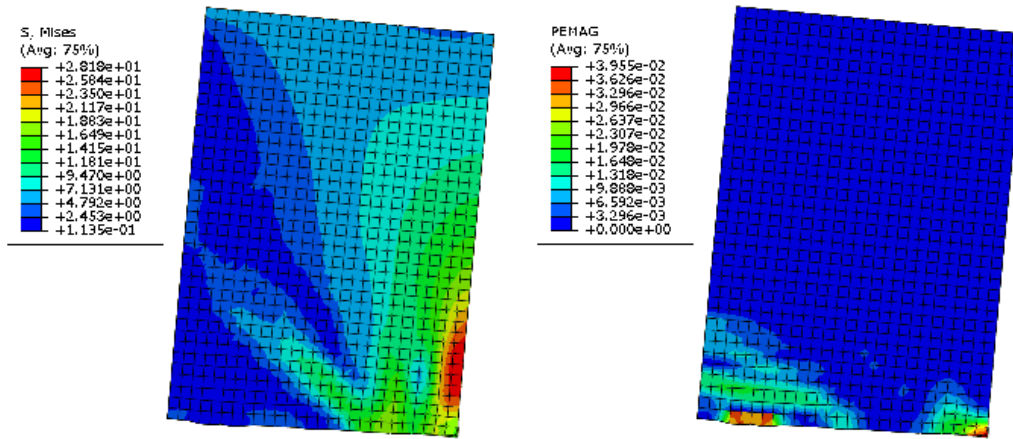 S, Mises
(Avg: 75%)
+2.818e+01
+2.584e+01
+2.350e+01
+2.117e+01
+1.883e+01
+1.649e+01
+1.415e+01
+1.181e+01
+9.470e+00
+7.131e+00
+4.792e+00
+2.453e+00
+1.135e-01
PEMAG
(Avg: 75%)
+3.955e-02
+3.626e-02
+3.296e-02
+2.966e-02
+2.637e-02
+2.307e-02
+1.978e-02
+1.648e-02
+1.318e-02
+9.888e-03
+6.592e-03
+3.296e-03
+0.000e+00